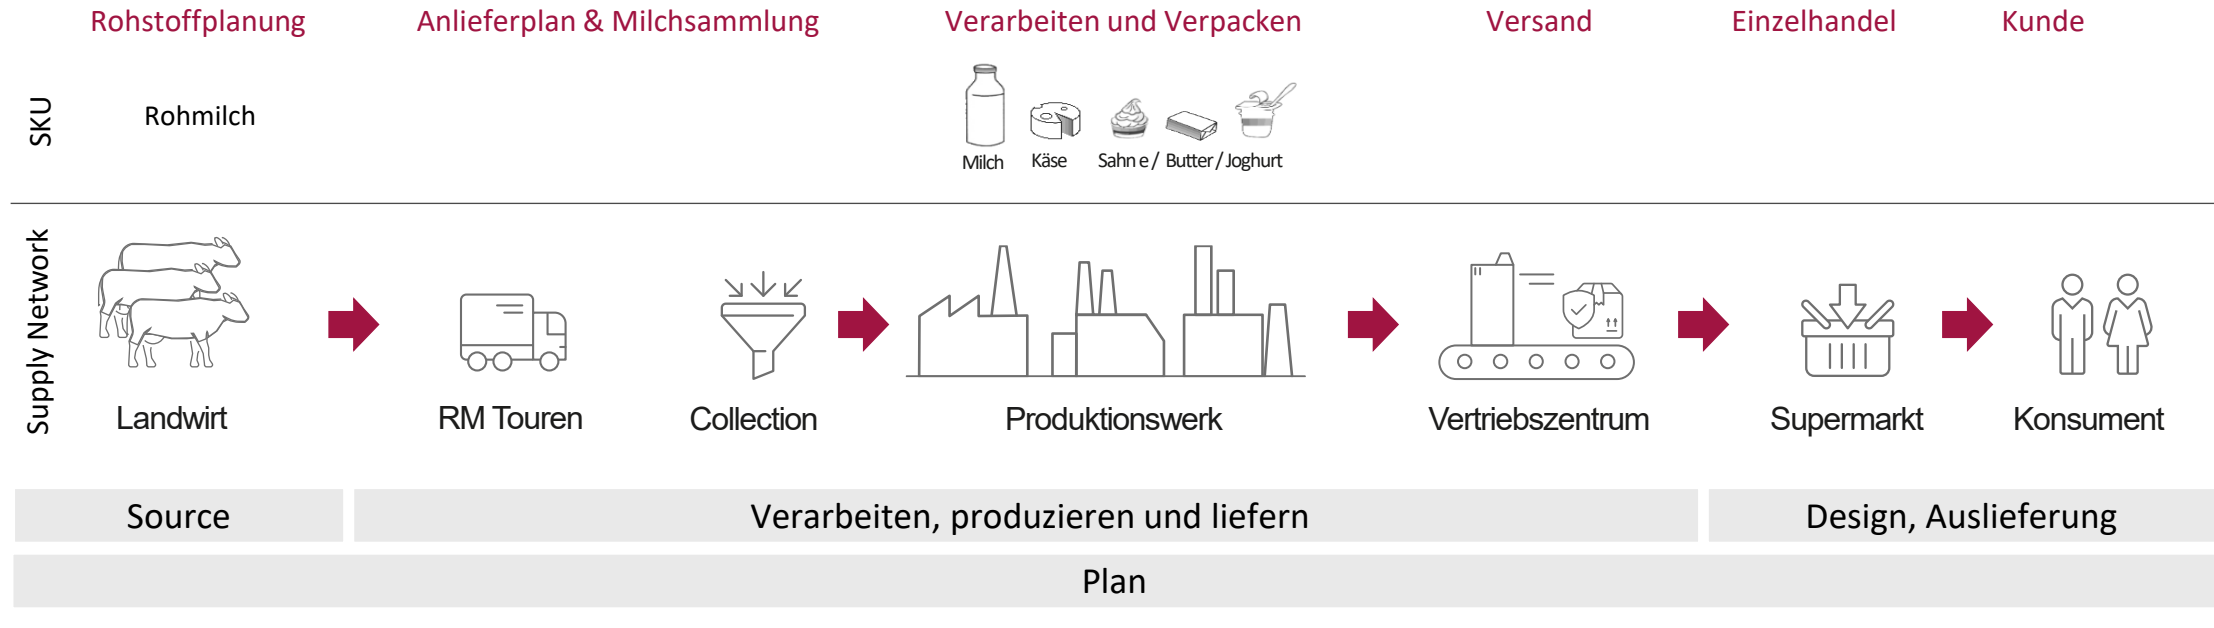 Rohstoffplanung
Anlieferplan & Milchsammlung
Verarbeiten und Verpacken
Versand
Einzelhandel
Kunde
SKU
Rohmilch
Milch
Käse
Sahn e / Butter / Joghurt
Supply Network
Landwirt
RM Touren
Collection
Produktionswerk
Vertriebszentrum
Supermarkt
Konsument
Source
Verarbeiten, produzieren und liefern
Design, Auslieferung
Plan